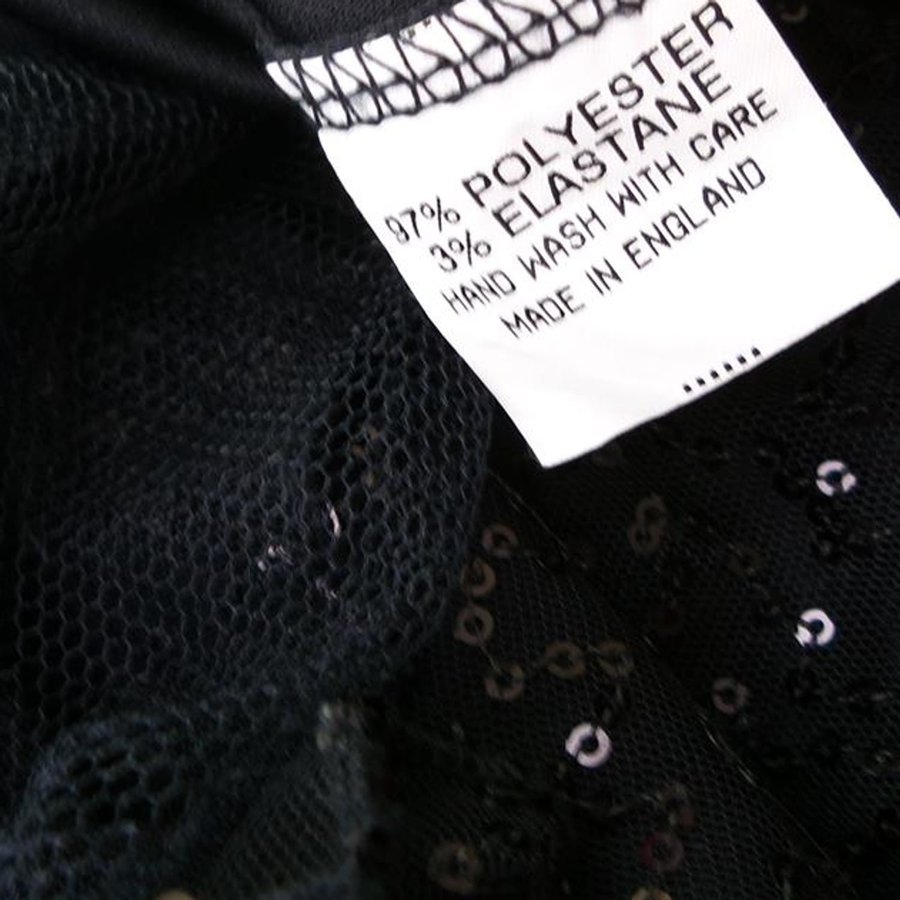 97% POLYESTER
3% ELASTANE
HAND WASH WITH CARE
MADE IN ENGLAND